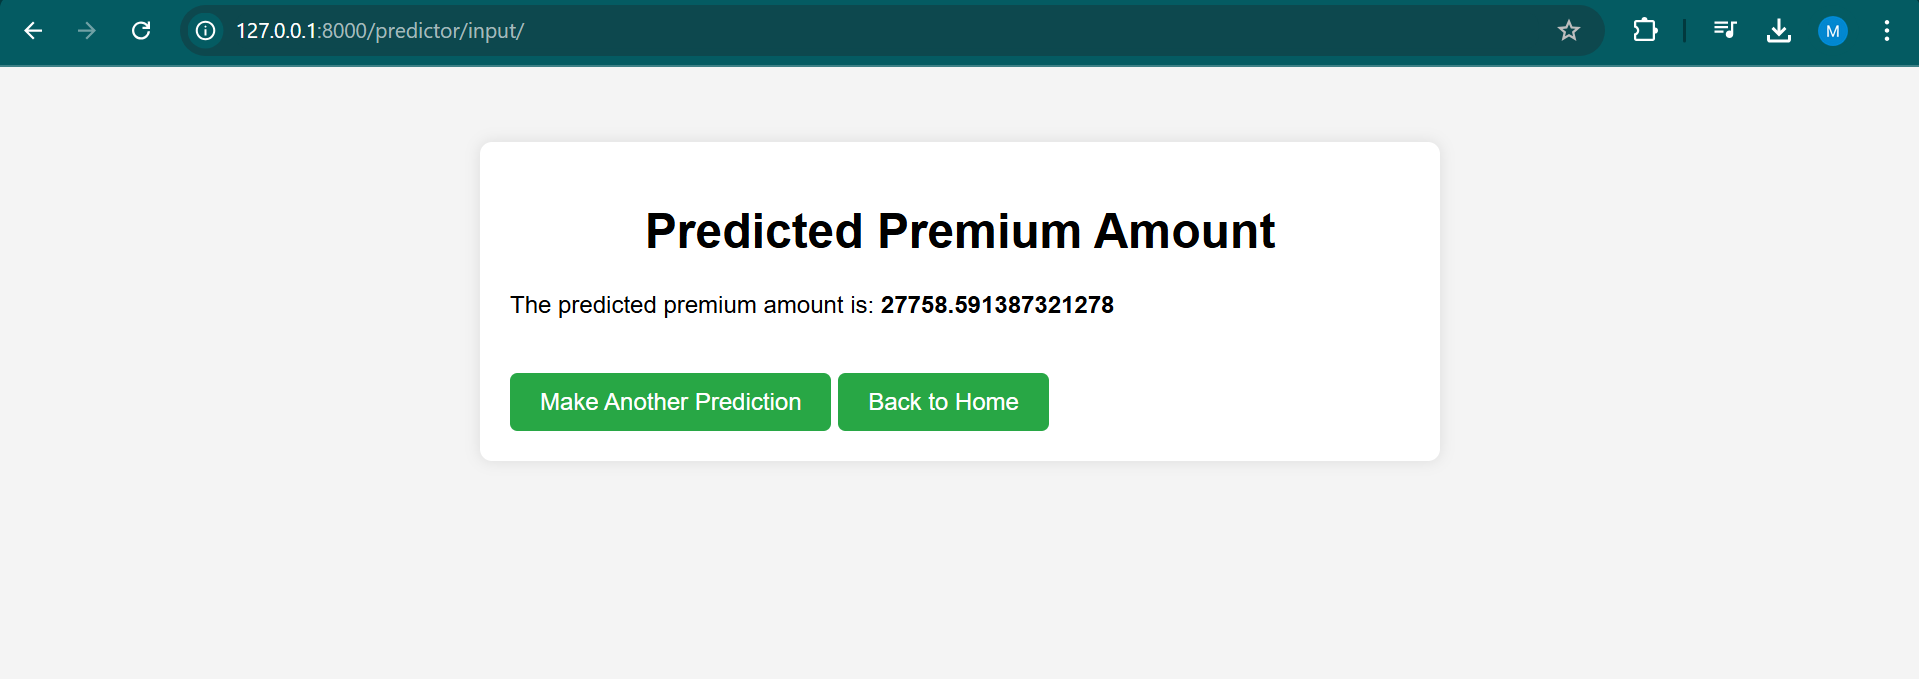 127.0.0.1:8000/predictor/input/
M
Predicted Premium Amount
The predicted premium amount is: 27758.591387321278
Make Another Prediction Back to Home